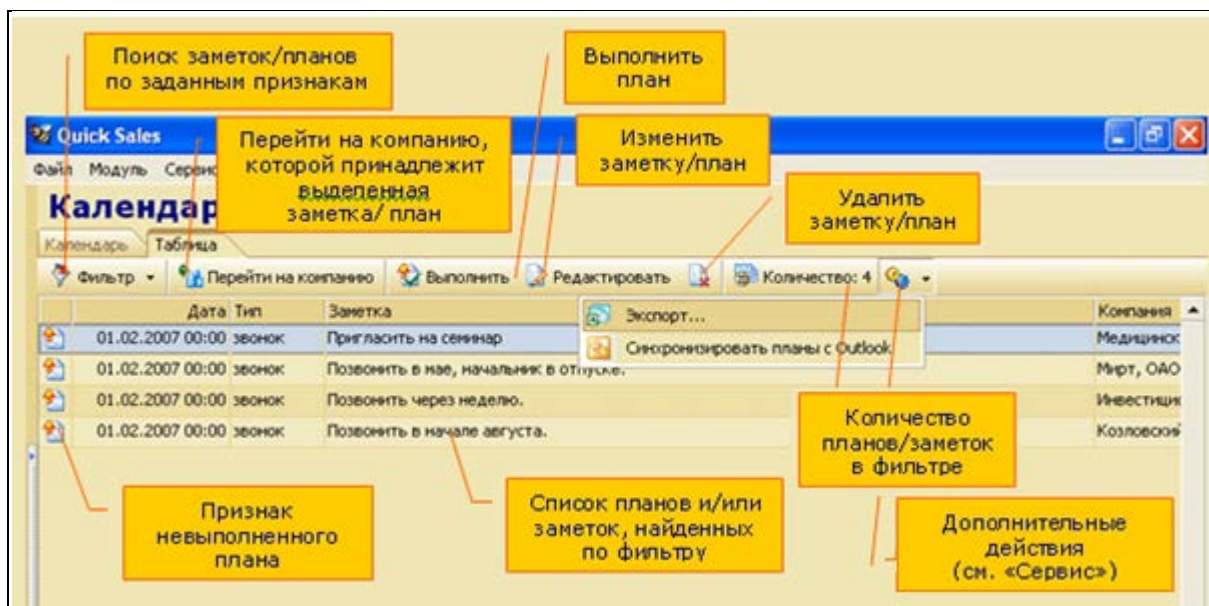 Поиск заметок/планов
по заданным признакам
Выполнить
план
Quick Sales
Перейти на компанию,
которой принадлежит
выделенная
заметка/ план
Изменить
заметку/план
Файл Модуль Сервис
Удалить
заметку/план
Календар
Календарь Таблица
Фильтр Перейти на компанию Выполнить Редактировать Количество: 4
Дата Тип Заметка Компания
Экспорт...
01.02.2007 00:00 звонок Пригласить на семинар Медицинск
Синхронизировать планы с Outlook
01.02.2007 00:00 звонок Позвонить в мае, начальник в отпуске. Мирт, ОАО
01.02.2007 00:00 звонок Позвонить через неделю. Инвестици
01.02.2007 00:00 звонок Позвонить в начале августа. Козловский
Количество
планов/заметок
в фильтре
Признак
невыполненного
плана
Список планов и/или
заметок, найденных
по фильтру
Дополнительные
действия
(см. «Сервис»)